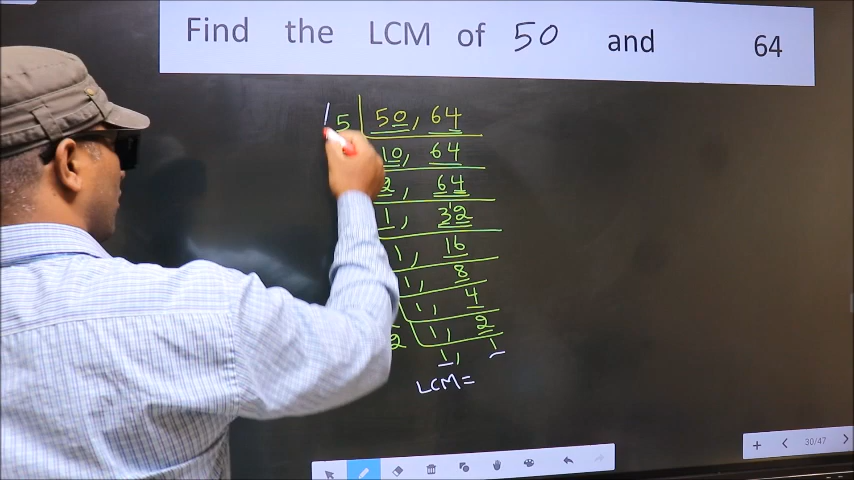 Find the LCM of 50 and 64
5 50, 64
10, 64
2, 64
1, 32
1, 16
1, 8
1, 4
2 1, 2
1, 1
LCM=
30/47